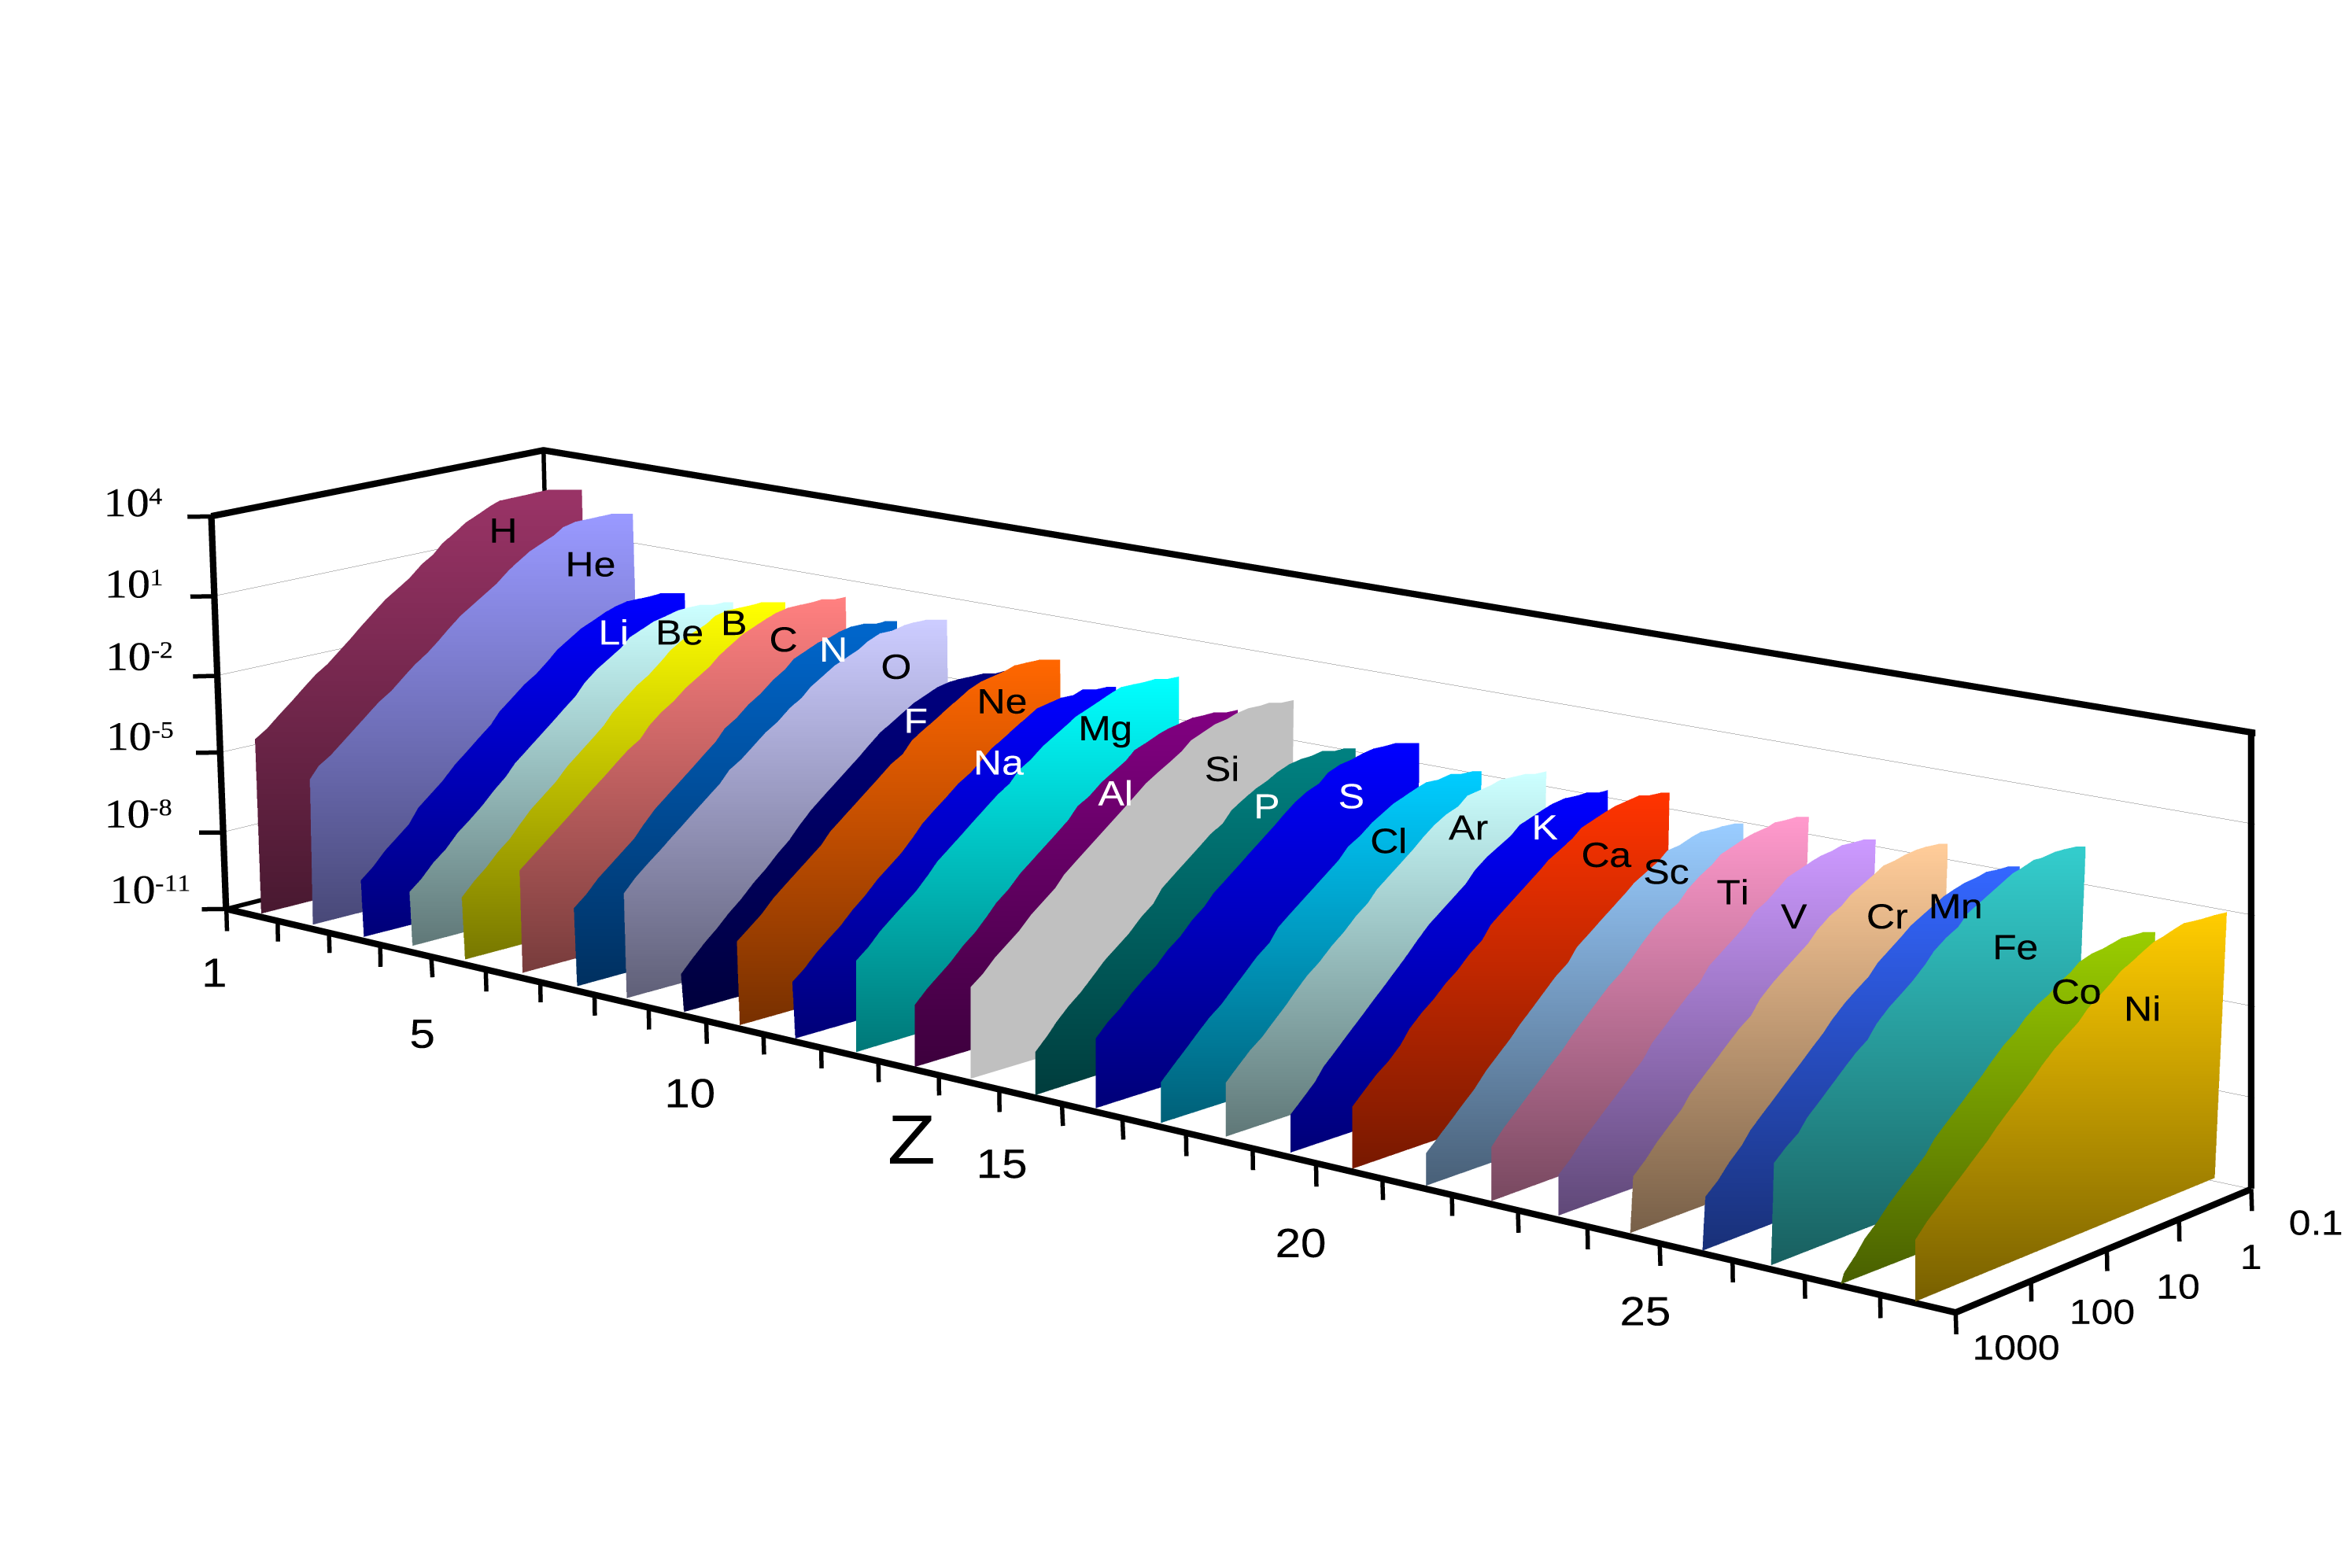 10⁴
10¹
10⁻²
10⁻⁵
10⁻⁸
10⁻¹¹
H
He
Li
Be
B
C
N
O
F
Ne
Na
Mg
Al
Si
P
S
Cl
Ar
K
Ca
Sc
Ti
V
Cr
Mn
Fe
Co
Ni
1
5
10
Z
15
20
25
0.1
1
10
100
1000